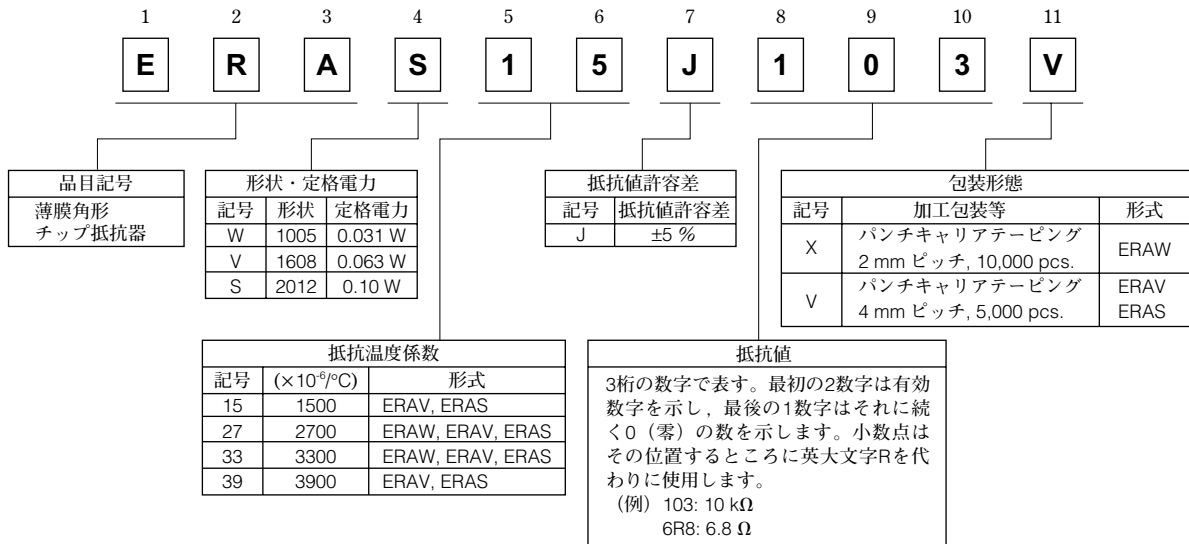 1 2 3 4 5 6 7 8 9 10 11
E R A S 1 5 J 1 0 3 V
品目記号
薄膜角形
チップ抵抗器
形状・定格電力
記号 形状 定格電力
W 1005 0.031 W
V 1608 0.063 W
S 2012 0.10 W
抵抗値許容差
記号 抵抗値許容差
J ±5 %
包装形態
記号 加工包装等 形式
X パンチキャリアテーピング
2 mm ピッチ, 10,000 pcs. ERAW
V パンチキャリアテーピング ERAV
4 mm ピッチ, 5,000 pcs. ERAS
抵抗温度係数
記号 (×10⁻⁶/°C) 形式
15 1500 ERAV, ERAS
27 2700 ERAW, ERAV, ERAS
33 3300 ERAW, ERAV, ERAS
39 3900 ERAV, ERAS
抵抗値
3桁の数字で表す。最初の2数字は有効
数字を示し，最後の1数字はそれに続
く0（零）の数を示します。小数点は
その位置するところに英大文字Rを代
わりに使用します。
（例）103: 10 kΩ
6R8: 6.8 Ω